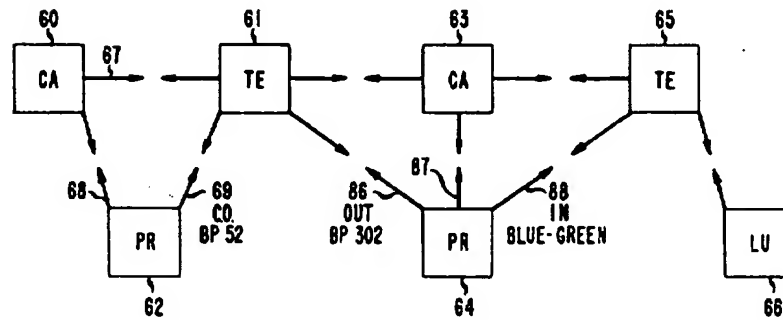 60 61 63 65
67
CA TE CA TE
68 69 C.O. BP 52
86 OUT BP 302
87
88 IN BLUE-GREEN
PR PR LU
62 64 66